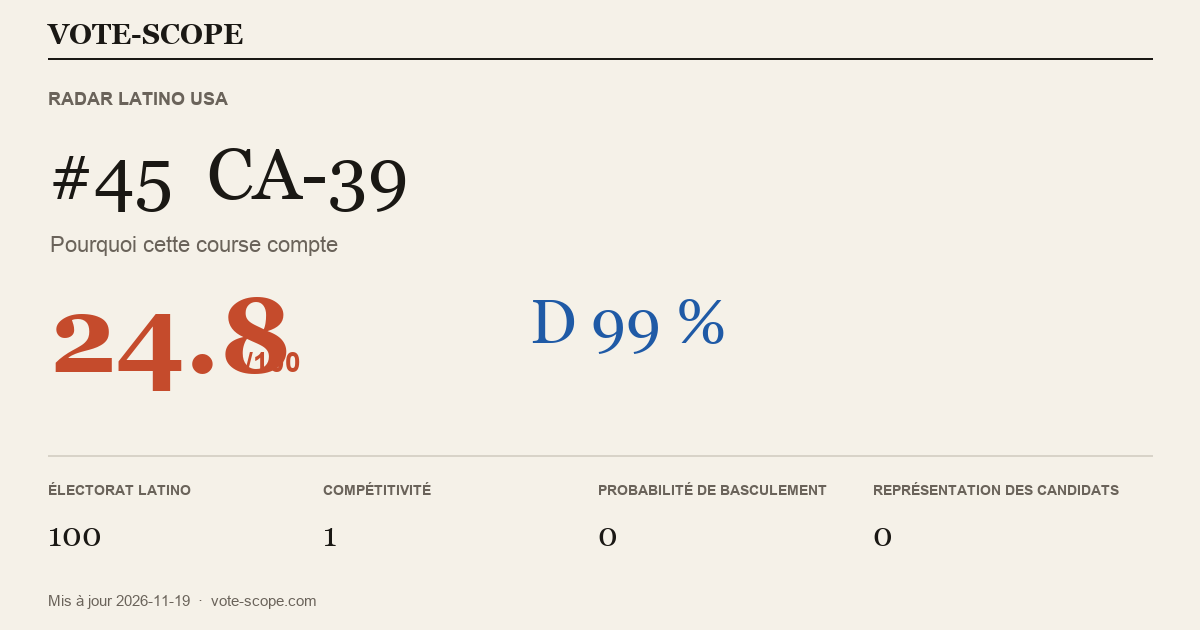 VOTE-SCOPE
RADAR LATINO USA
#45 CA-39
Pourquoi cette course compte
24.8/100
D 99 %
ÉLECTORAT LATINO
COMPÉTITIVITÉ
PROBABILITÉ DE BASCULEMENT
REPRÉSENTATION DES CANDIDATS
100
1
0
0
Mis à jour 2026-11-19 · vote-scope.com